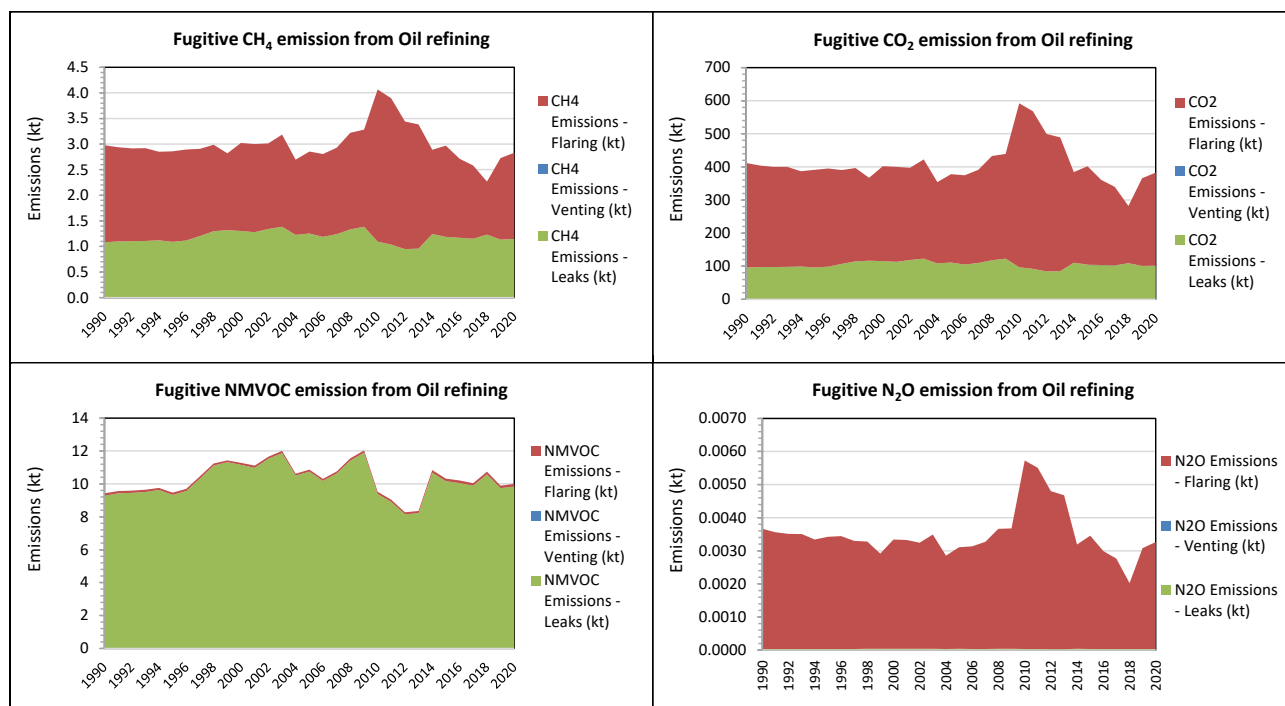 Fugitive CH₄ emission from Oil refining
Emissions (kt)
4.5
4.0
3.5
3.0
2.5
2.0
1.5
1.0
0.5
0.0
1990
1992
1994
1996
1998
2000
2002
2004
2006
2008
2010
2012
2014
2016
2018
2020
CH4
Emissions -
Flaring (kt)
CH4
Emissions -
Venting (kt)
CH4
Emissions -
Leaks (kt)
Fugitive CO₂ emission from Oil refining
Emissions (kt)
700
600
500
400
300
200
100
0
1990
1992
1994
1996
1998
2000
2002
2004
2006
2008
2010
2012
2014
2016
2018
2020
CO2
Emissions -
Flaring (kt)
CO2
Emissions -
Venting (kt)
CO2
Emissions -
Leaks (kt)
Fugitive NMVOC emission from Oil refining
Emissions (kt)
14
12
10
8
6
4
2
0
1990
1992
1994
1996
1998
2000
2002
2004
2006
2008
2010
2012
2014
2016
2018
2020
NMVOC
Emissions -
Flaring (kt)
NMVOC
Emissions -
Venting (kt)
NMVOC
Emissions -
Leaks (kt)
Fugitive N₂O emission from Oil refining
Emissions (kt)
0.0070
0.0060
0.0050
0.0040
0.0030
0.0020
0.0010
0.0000
1990
1992
1994
1996
1998
2000
2002
2004
2006
2008
2010
2012
2014
2016
2018
2020
N2O Emissions
- Flaring (kt)
N2O Emissions
- Venting (kt)
N2O Emissions
- Leaks (kt)